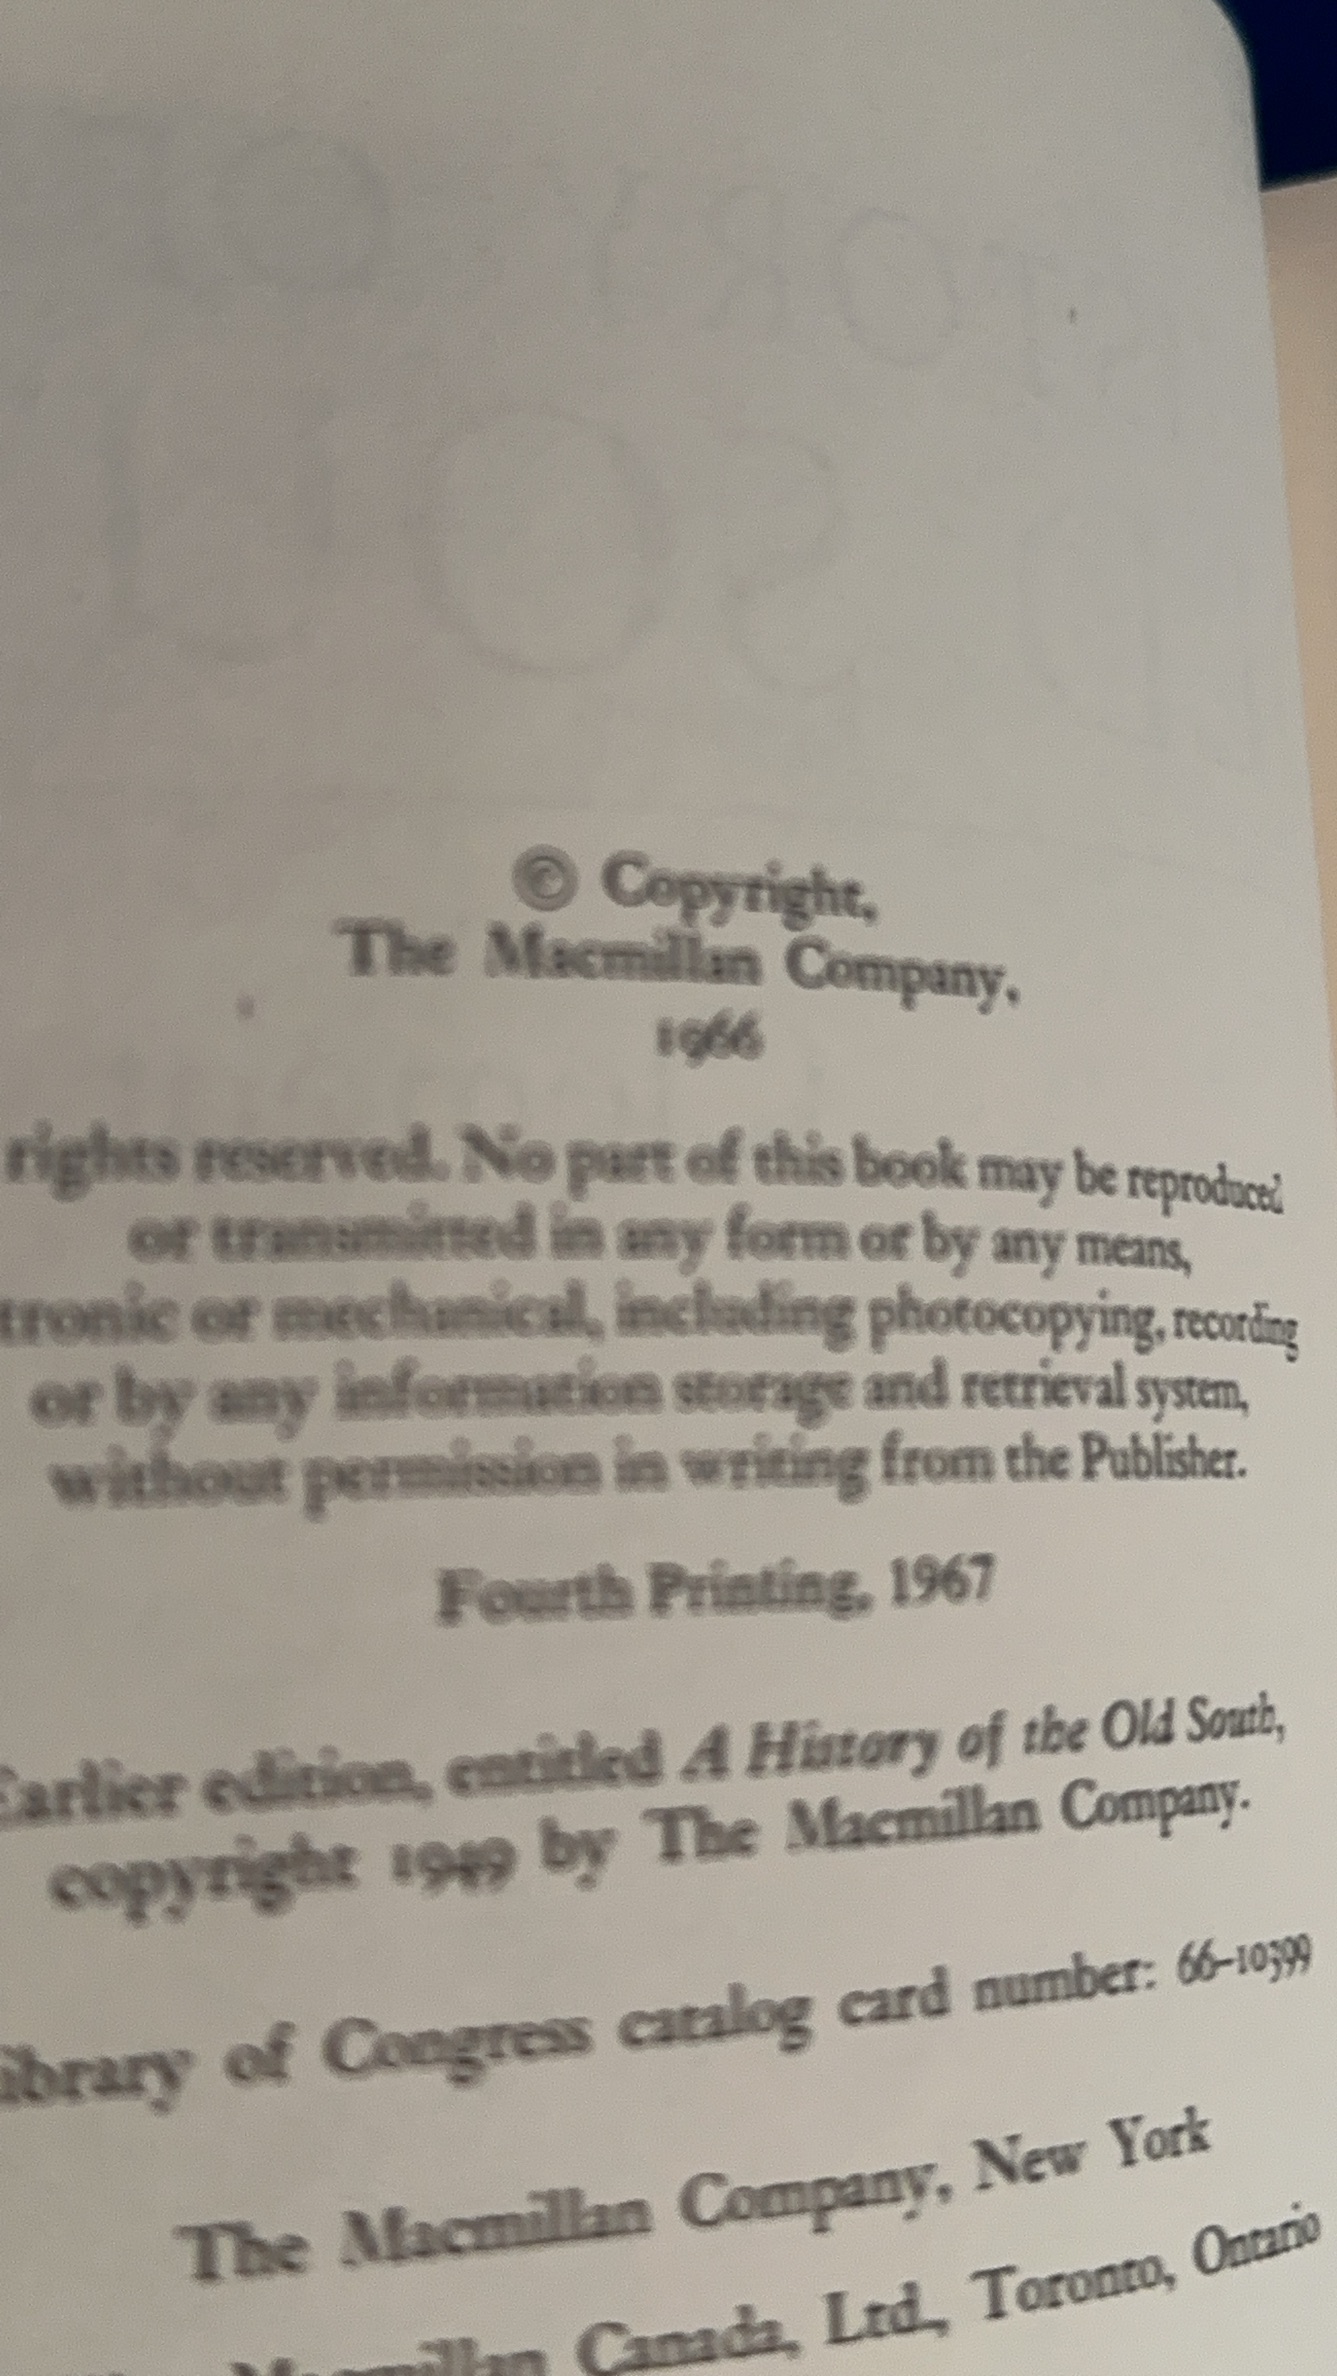 © Copyright,
The Macmillan Company,
1966
rights reserved. No part of this book may be reproduced
or transmitted in any form or by any means,
tronic or mechanical, including photocopying, recording
or by any information storage and retrieval system,
without permission in writing from the Publisher.
Fourth Printing, 1967
Earlier edition, entitled A History of the Old South,
copyright 1949 by The Macmillan Company.
ibrary of Congress catalog card number: 66-10399
The Macmillan Company, New York
Macmillan Canada, Ltd., Toronto, Ontario